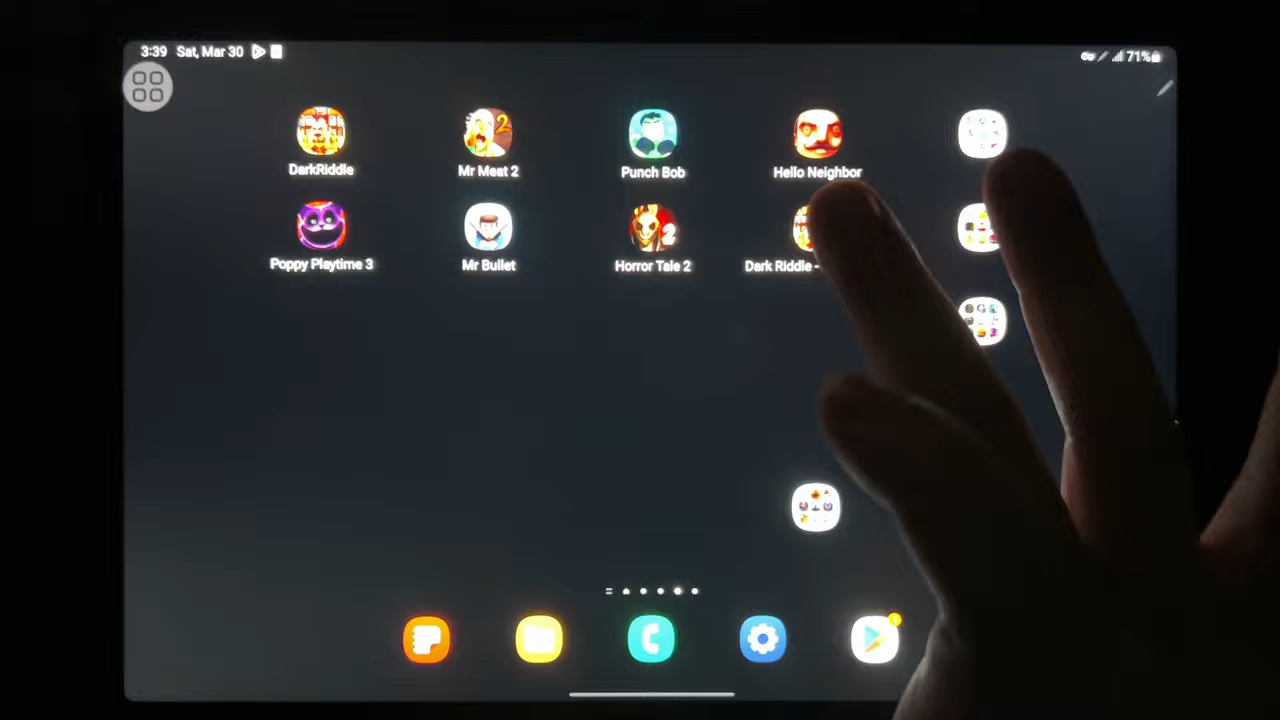 3:39 Sat, Mar 30
71%
DarkRiddle
Mr Meat 2
Punch Bob
Hello Neighbor
Poppy Playtime 3
Mr Bullet
Horror Tale 2
Dark Riddle -